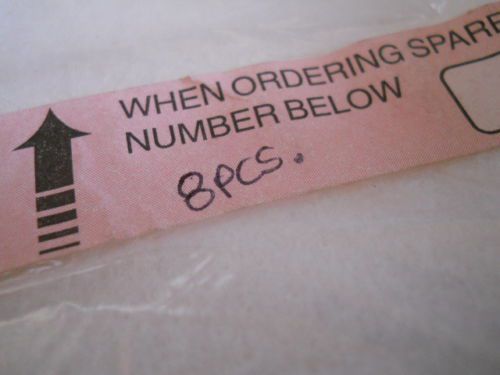 WHEN ORDERING SPARE
NUMBER BELOW
8PCS.